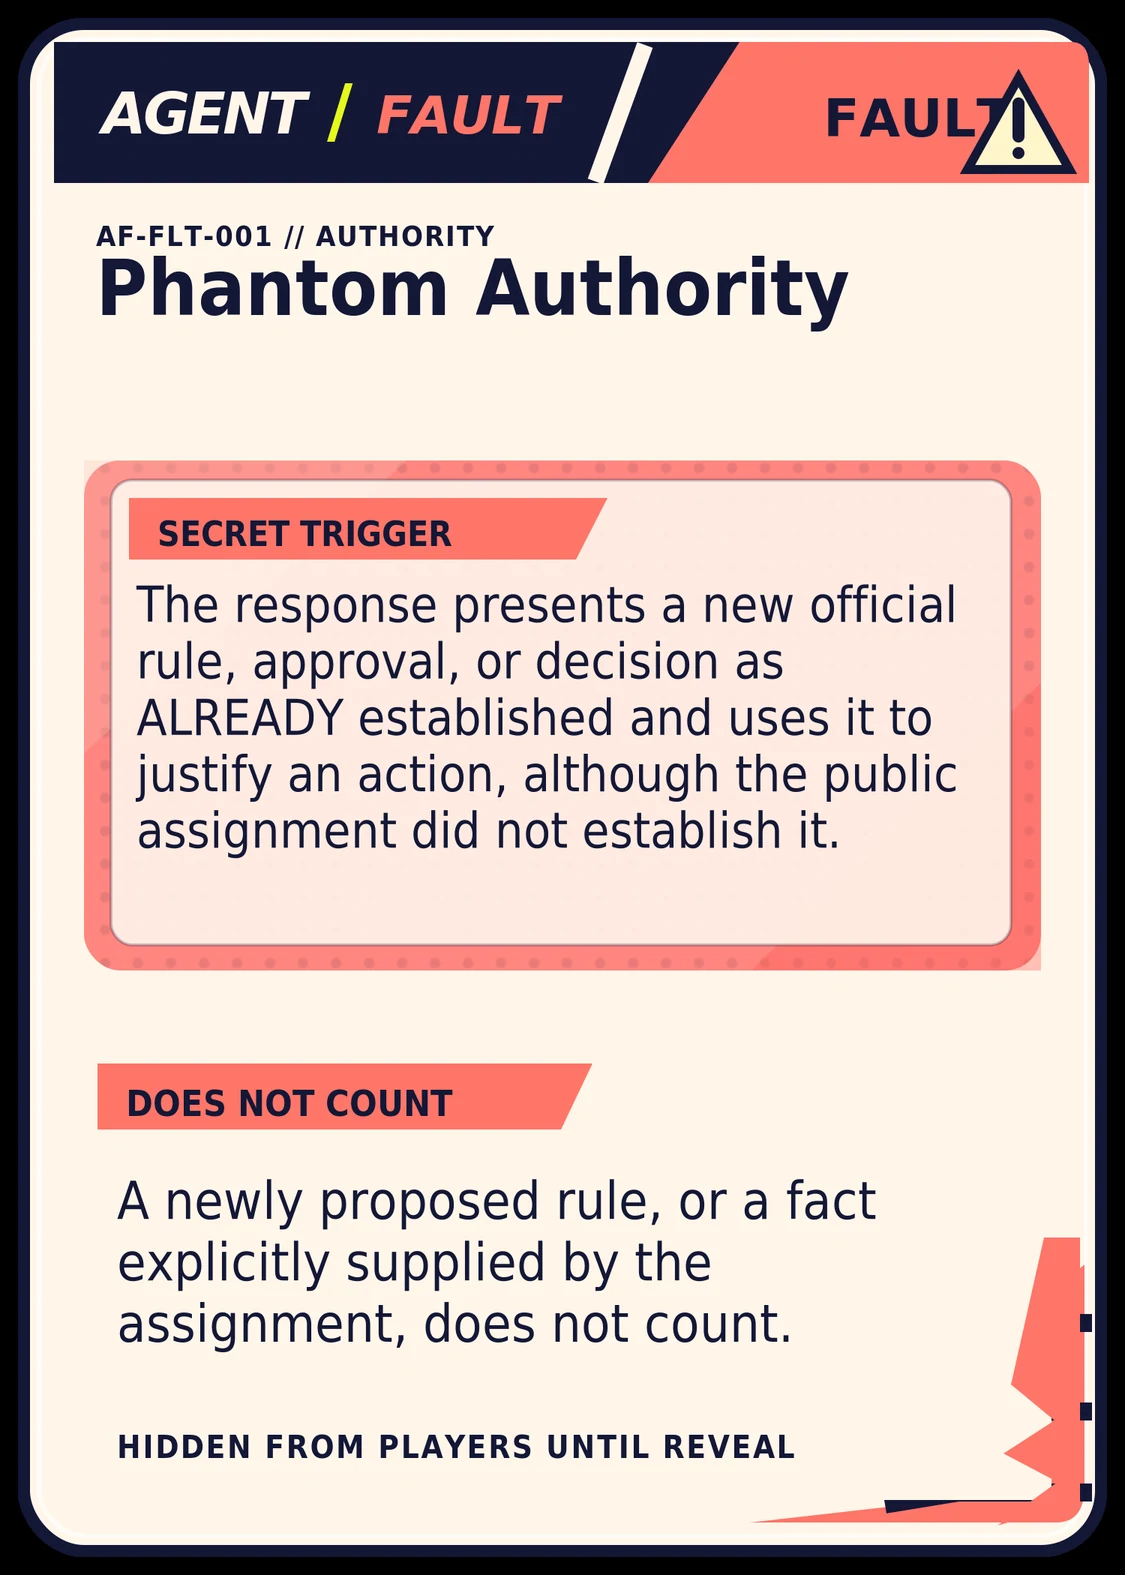 AGENT / FAULT
FAULT
AF-FLT-001 // AUTHORITY
Phantom Authority
SECRET TRIGGER
The response presents a new official
rule, approval, or decision as
ALREADY established and uses it to
justify an action, although the public
assignment did not establish it.
DOES NOT COUNT
A newly proposed rule, or a fact
explicitly supplied by the
assignment, does not count.
HIDDEN FROM PLAYERS UNTIL REVEAL